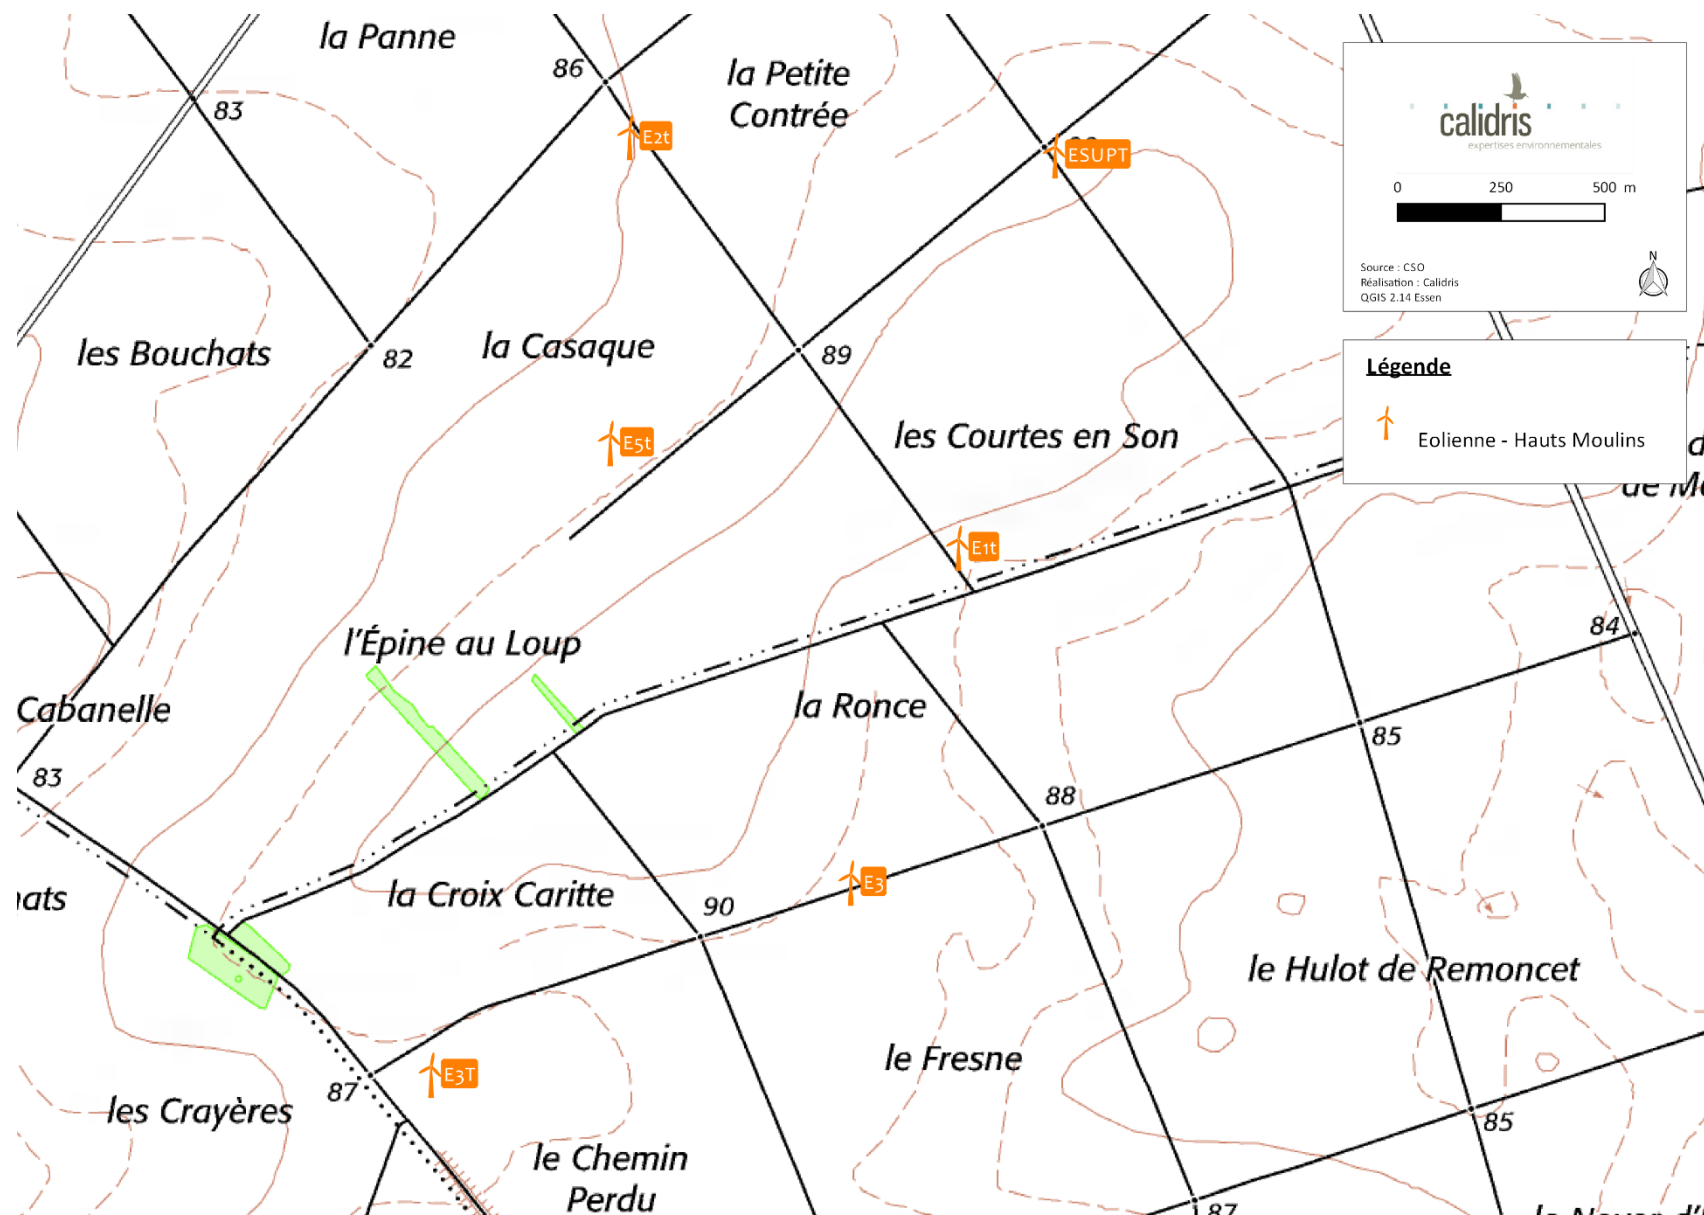 la Panne
86
la Petite
Contrée
83
E2t
ESUPT
calidris
expertises environnementales
0 250 500 m
Source : CSO
Réalisation : Calidris
QGIS 2.14 Essen
N
les Bouchats
82
la Casaque
89
Légende
Eolienne - Hauts Moulins
E5t
les Courtes en Son
E1t
l'Épine au Loup
84
Cabanelle
la Ronce
85
83
88
E3
la Croix Caritte
90
le Hulot de Remoncet
le Fresne
E3T
87
les Crayères
85
le Chemin
Perdu
87